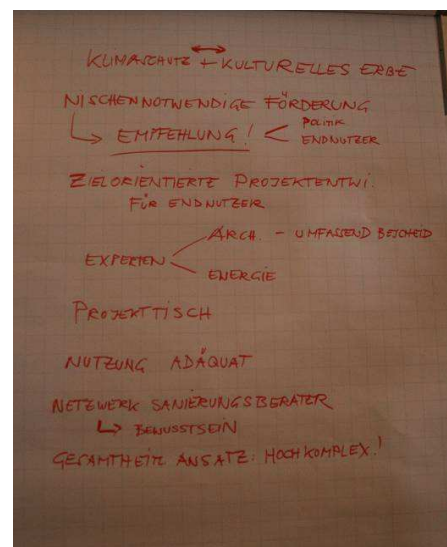 KLIMASCHUTZ ↔ + KULTURELLES ERBE
NISCHENNOTWENDIGE FÖRDERUNG
↳ EMPFEHLUNG! < POLITIK
ENDNUTZER
ZIELORIENTIERTE PROJEKTENTWI.
FÜR ENDNUTZER
EXPERTEN < ARCH. - UMFASSEND BESCHEID
ENERGIE
PROJEKTTISCH
NUTZUNG ADÄQUAT
NETZWERK SANIERUNGSBERATER
↳ BEWUSSTSEIN
GESAMTHEITL ANSATZ: HOCHKOMPLEX!